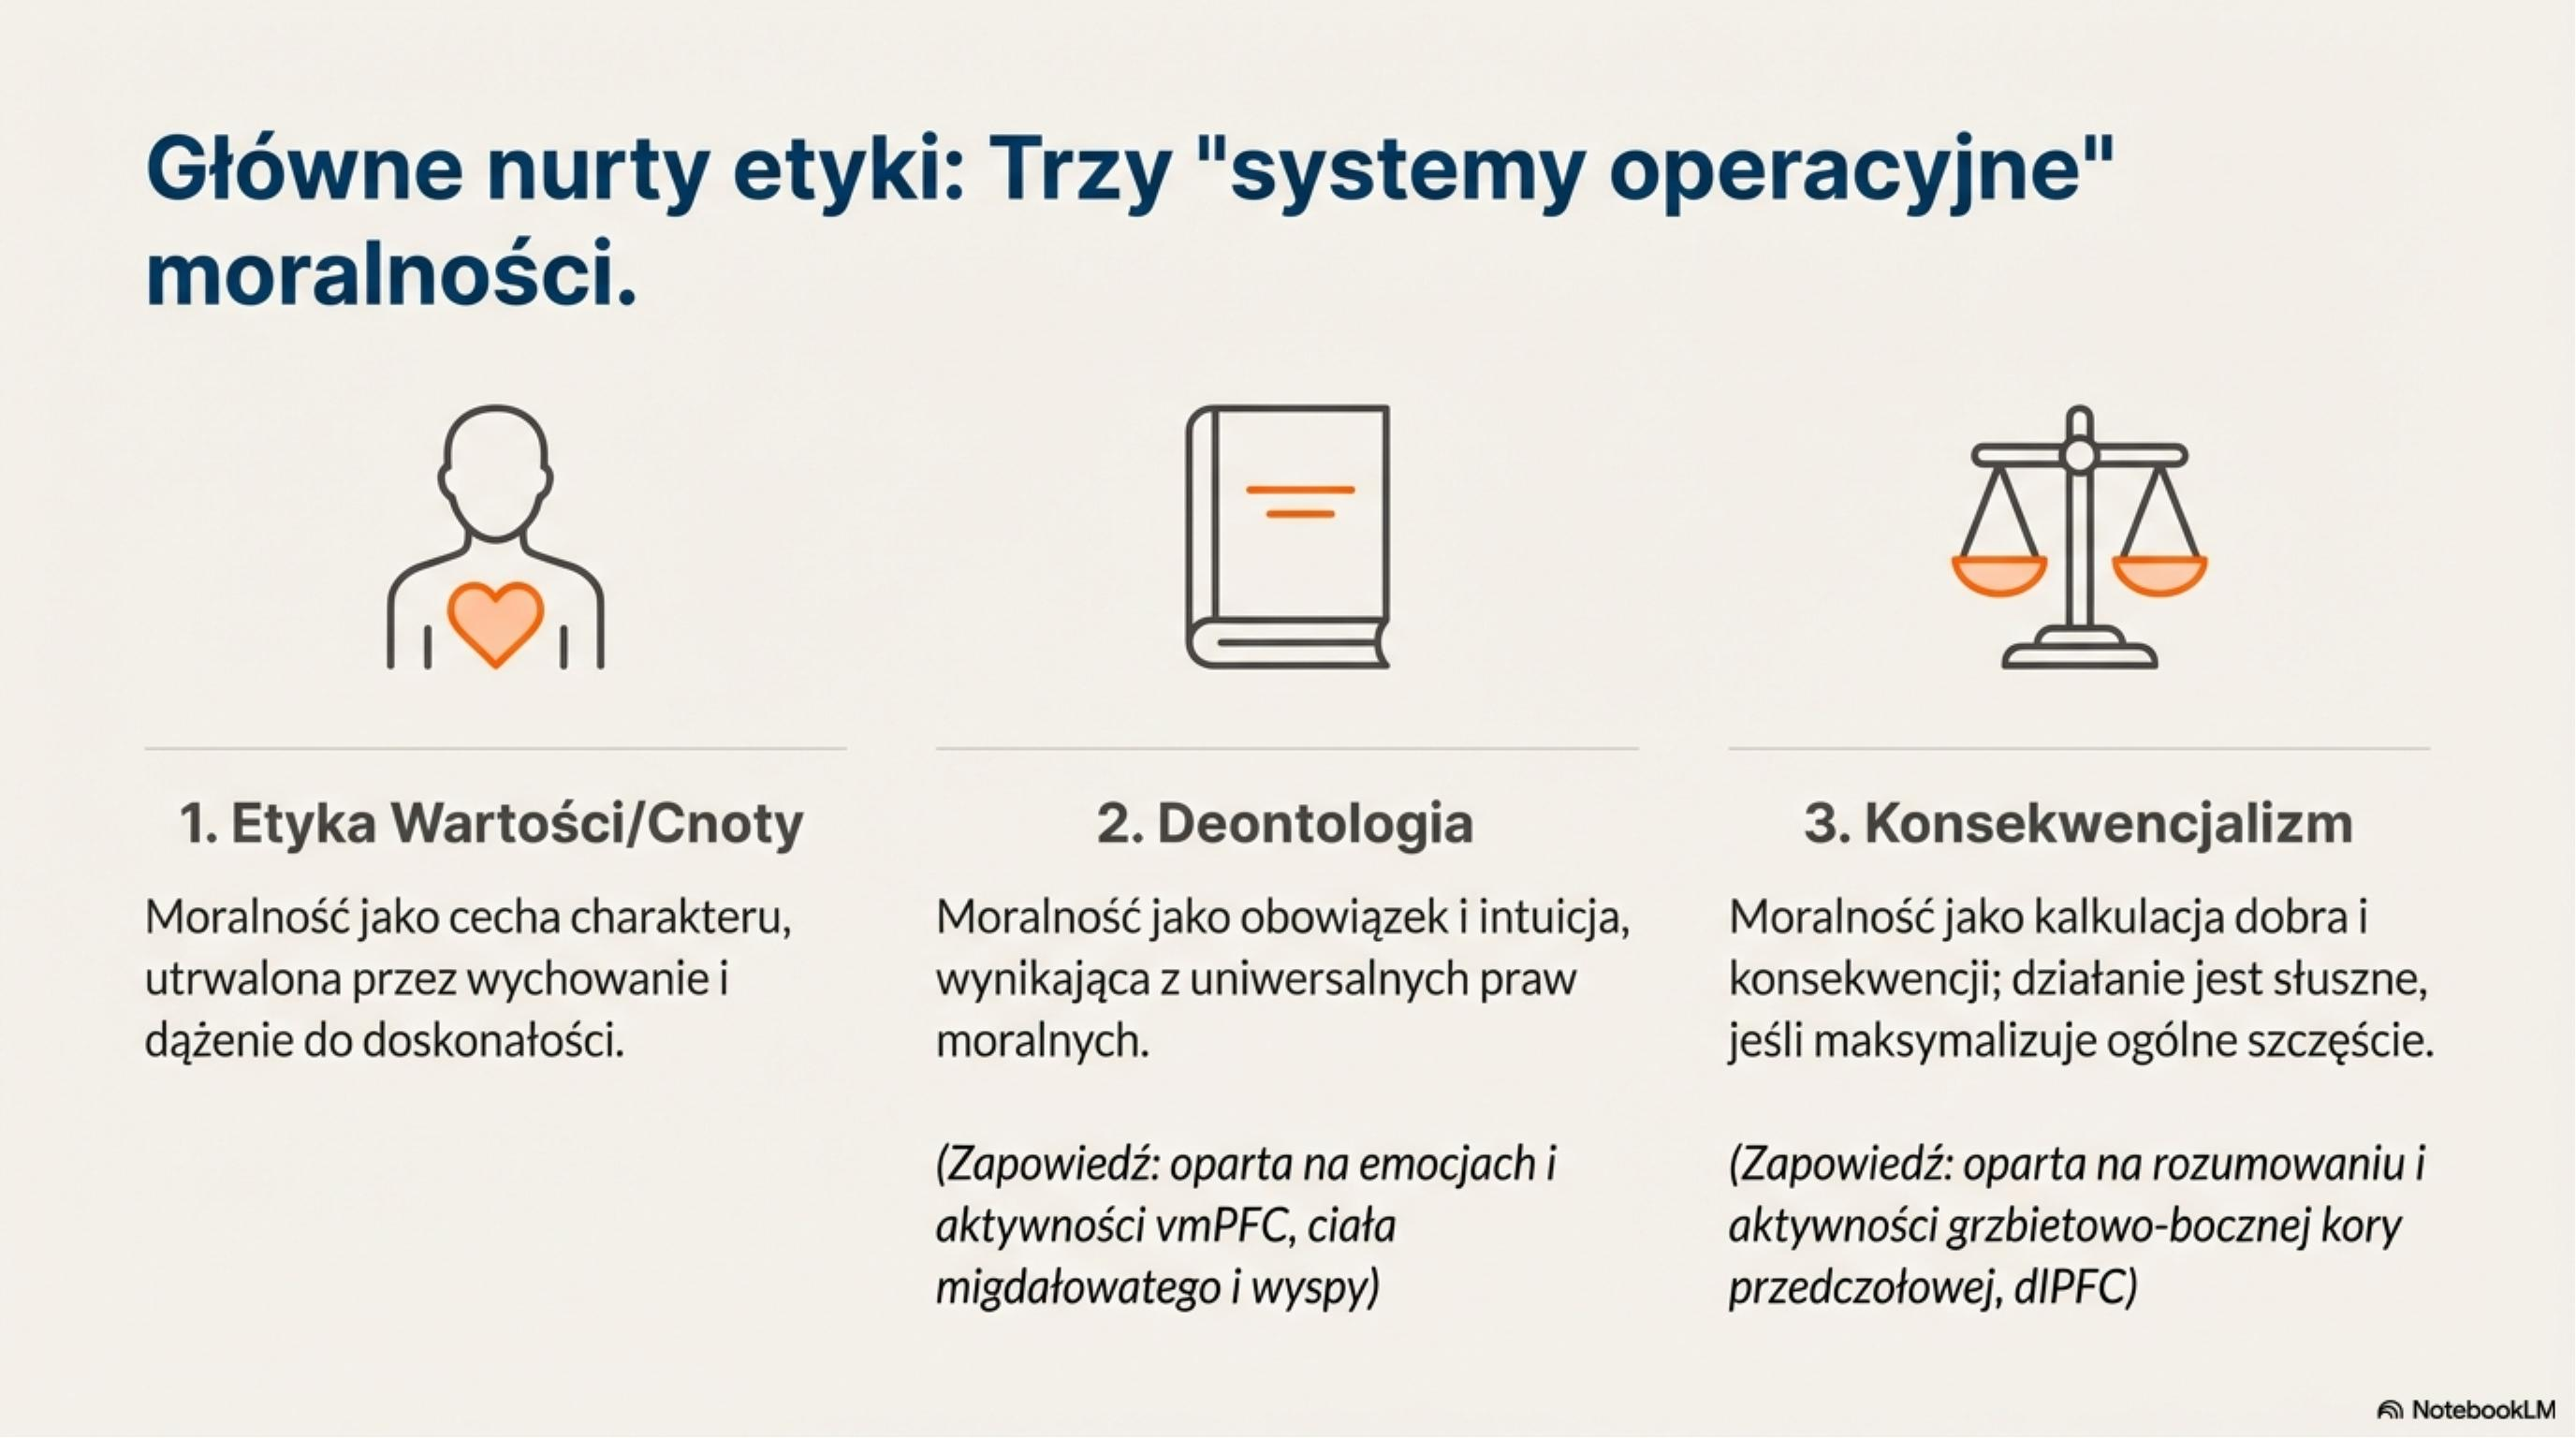 Główne nurty etyki: Trzy "systemy operacyjne"
moralności.
1. Etyka Wartości/Cnoty
Moralność jako cecha charakteru,
utrwalona przez wychowanie i
dążenie do doskonałości.
2. Deontologia
Moralność jako obowiązek i intuicja,
wynikająca z uniwersalnych praw
moralnych.
(Zapowiedź: oparta na emocjach i
aktywności vmPFC, ciała
migdałowatego i wyspy)
3. Konsekwencjalizm
Moralność jako kalkulacja dobra i
konsekwencji; działanie jest słuszne,
jeśli maksymalizuje ogólne szczęście.
(Zapowiedź: oparta na rozumowaniu i
aktywności grzbietowo-bocznej kory
przedczołowej, dlPFC)
NotebookLM